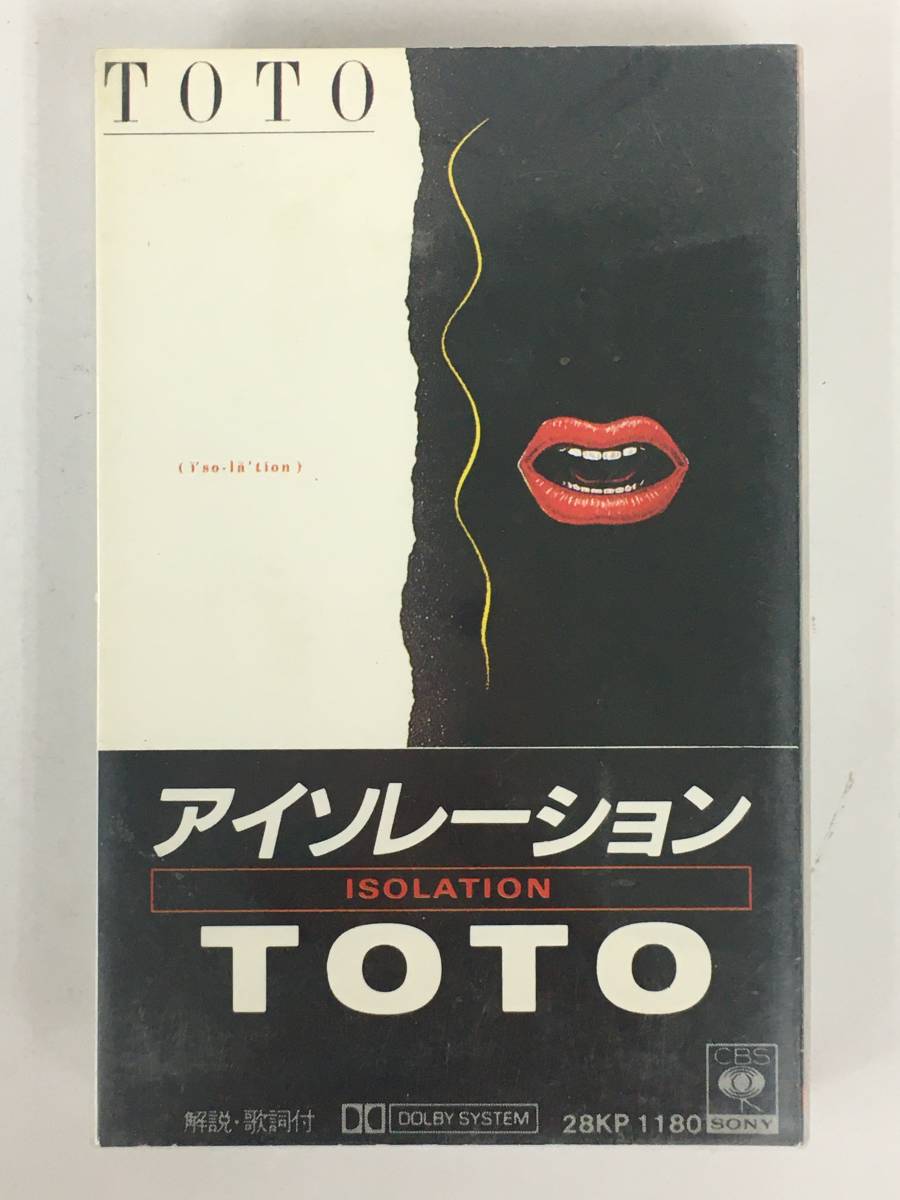 TOTO
(ī'so-lā'tion)
アイソレーション
ISOLATION
TOTO
解説・歌詞付 DOLBY SYSTEM 28KP 1180
CBS
SONY